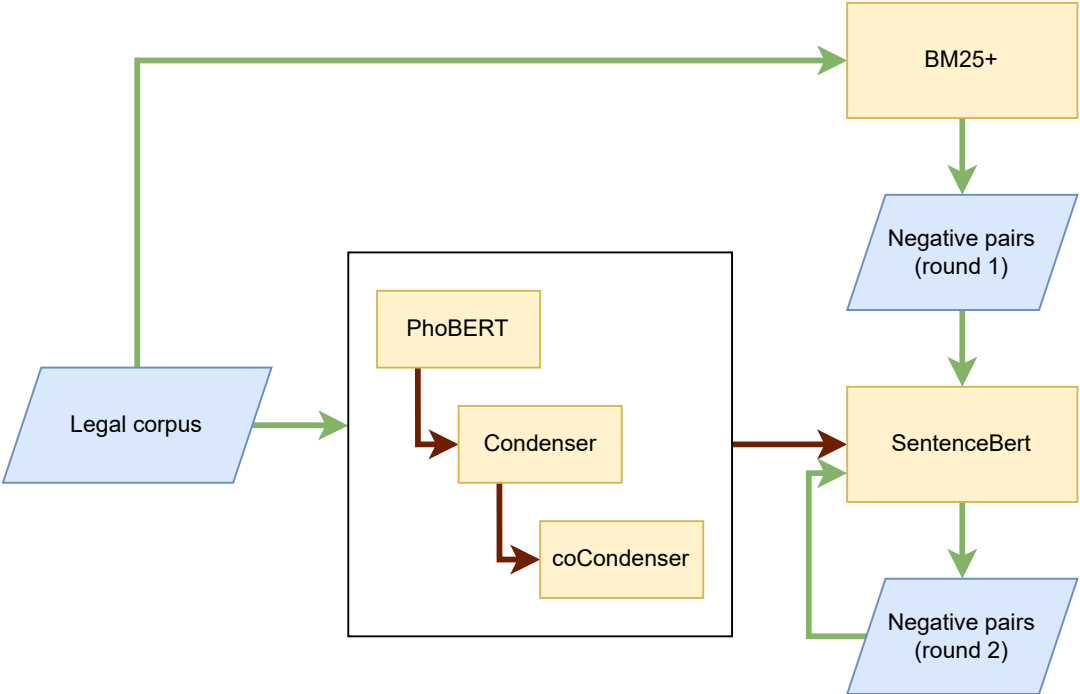 BM25+
Negative pairs
(round 1)
PhoBERT
Legal corpus
Condenser
SentenceBert
coCondenser
Negative pairs
(round 2)